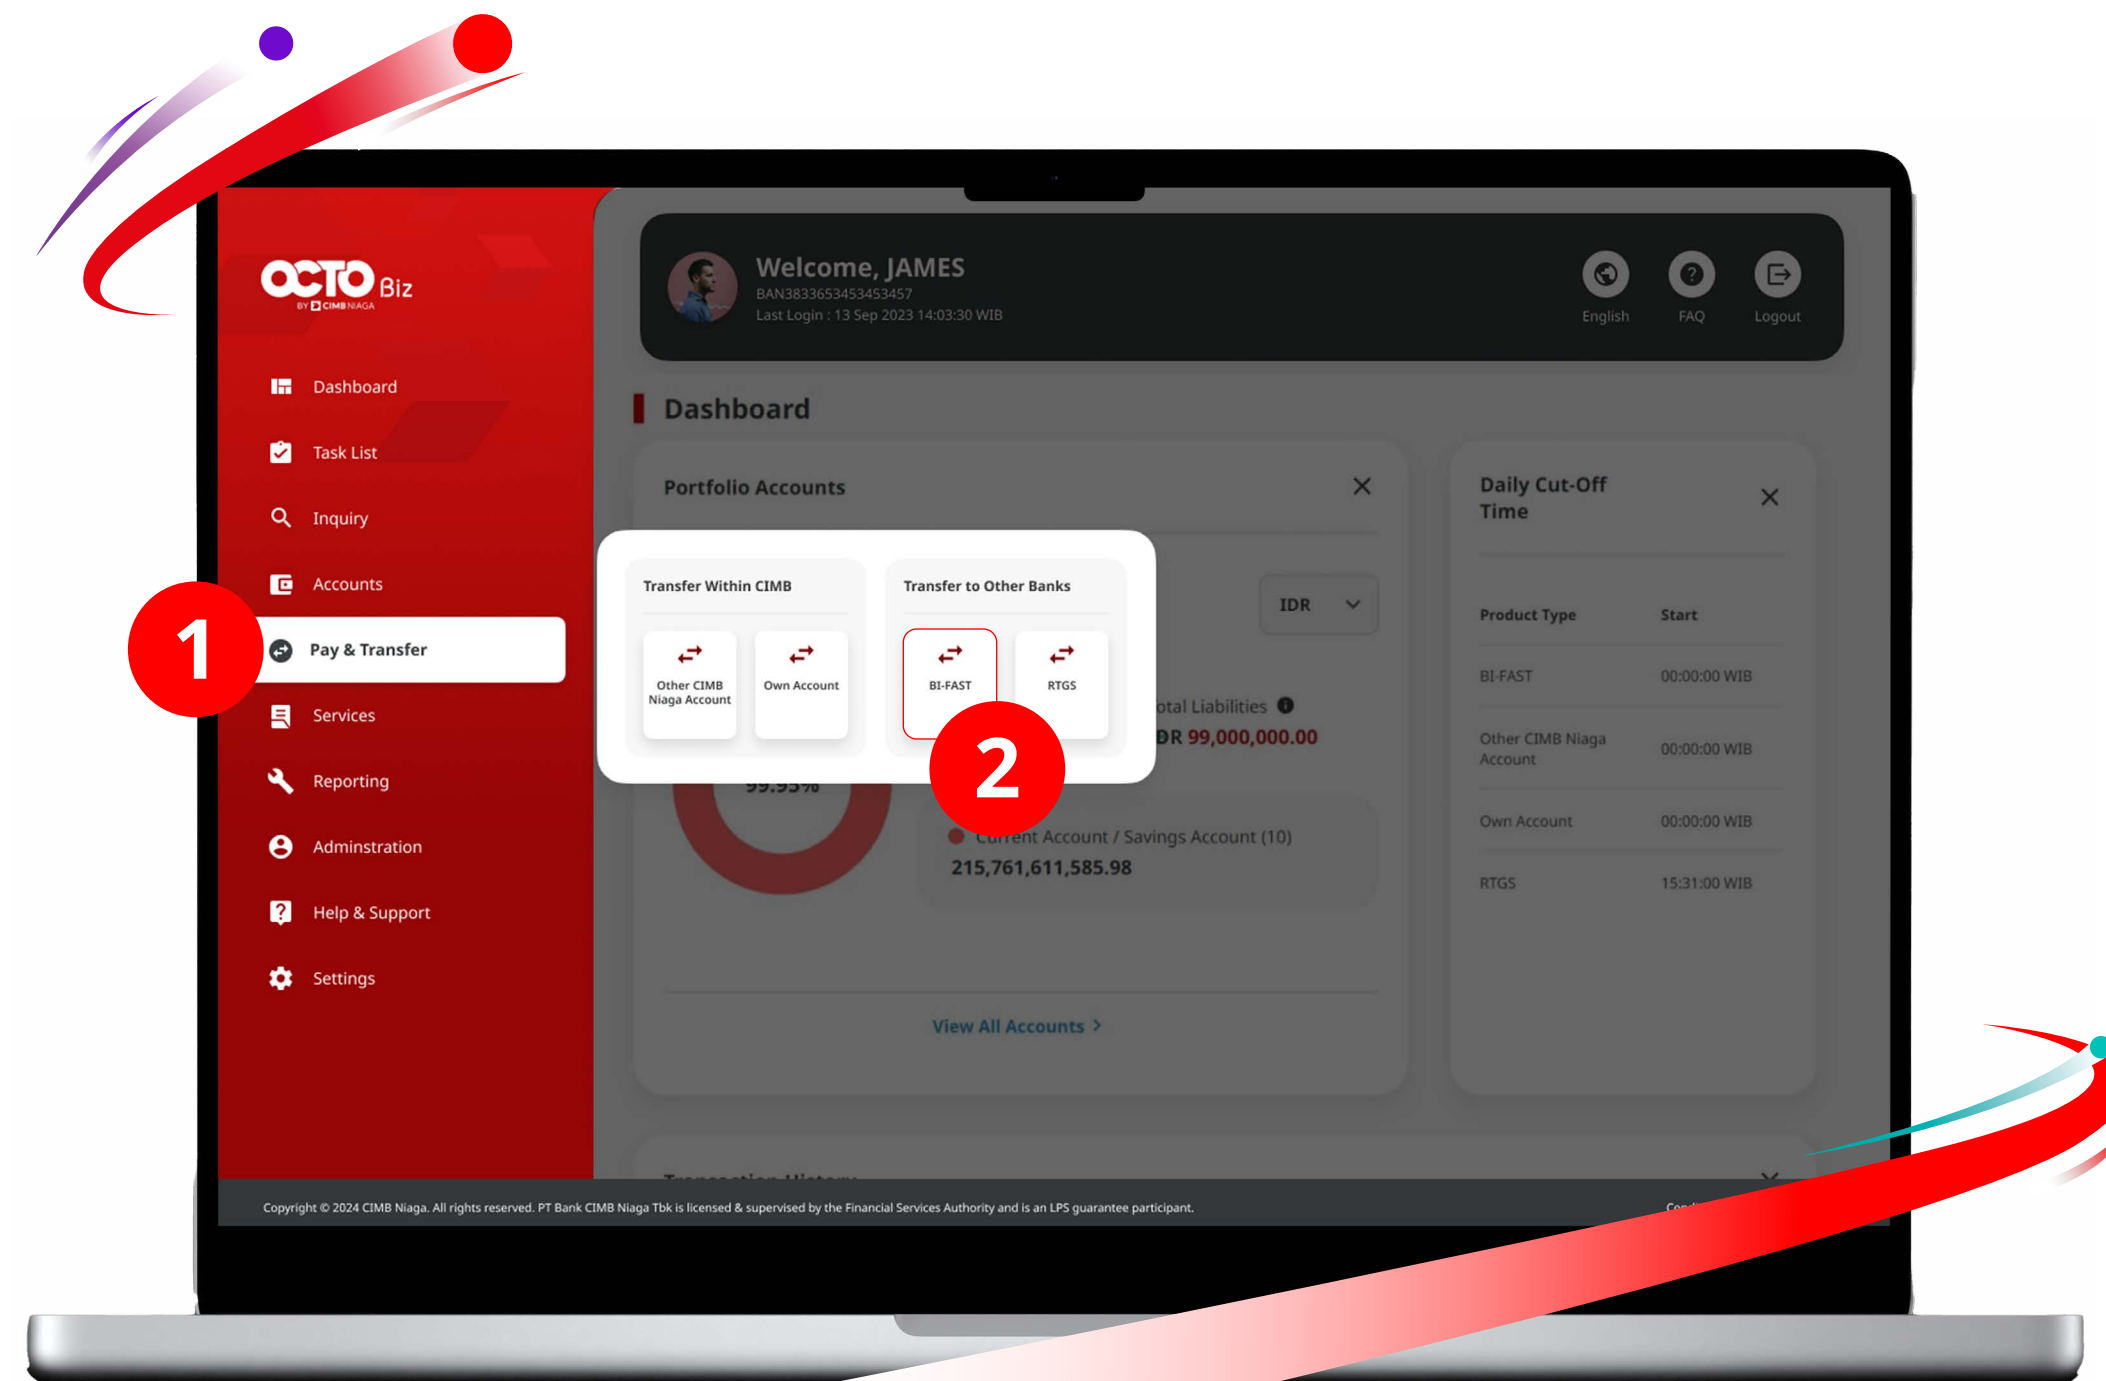 OCTO Biz
BY CIMB NIAGA
Dashboard
Task List
Inquiry
Accounts
1
Pay & Transfer
Services
Reporting
Adminstration
Help & Support
Settings
Welcome, JAMES
BAN3833653453453457
Last Login : 13 Sep 2023 14:03:30 WIB
English
FAQ
Logout
Dashboard
Portfolio Accounts
IDR
Transfer Within CIMB
Other CIMB
Niaga Account
Own Account
Transfer to Other Banks
BI-FAST
RTGS
2
otal Liabilities
DR 99,000,000.00
99.95%
Current Account / Savings Account (10)
215,761,611,585.98
View All Accounts >
Daily Cut-Off
Time
Product Type Start
BI-FAST 00:00:00 WIB
Other CIMB Niaga
Account 00:00:00 WIB
Own Account 00:00:00 WIB
RTGS 15:31:00 WIB
Transaction History
Copyright © 2024 CIMB Niaga. All rights reserved. PT Bank CIMB Niaga Tbk is licensed & supervised by the Financial Services Authority and is an LPS guarantee participant.